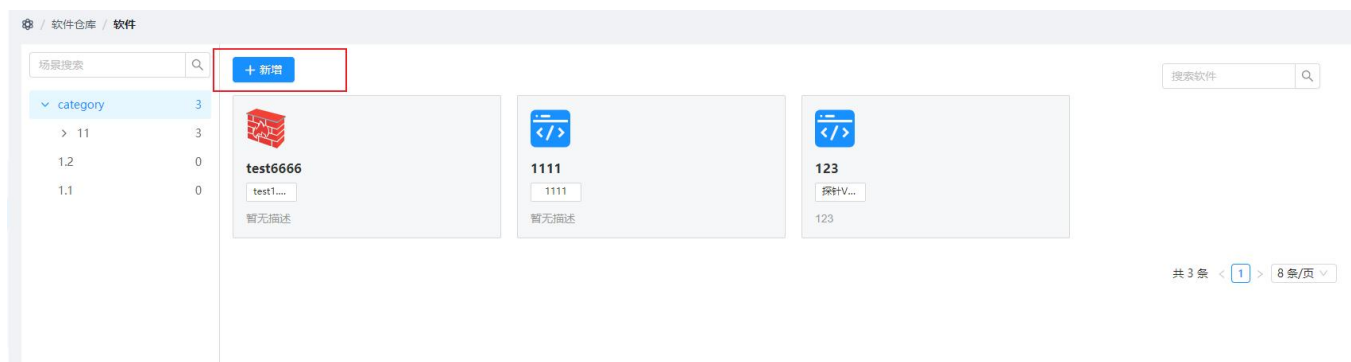 / 软件仓库 / 软件
场景搜索
category 3
11 3
1.2 0
1.1 0
+ 新增
搜索软件
test6666
test1....
暂无描述
1111
1111
暂无描述
123
探针V...
123
共 3 条 < 1 > 8 条/页